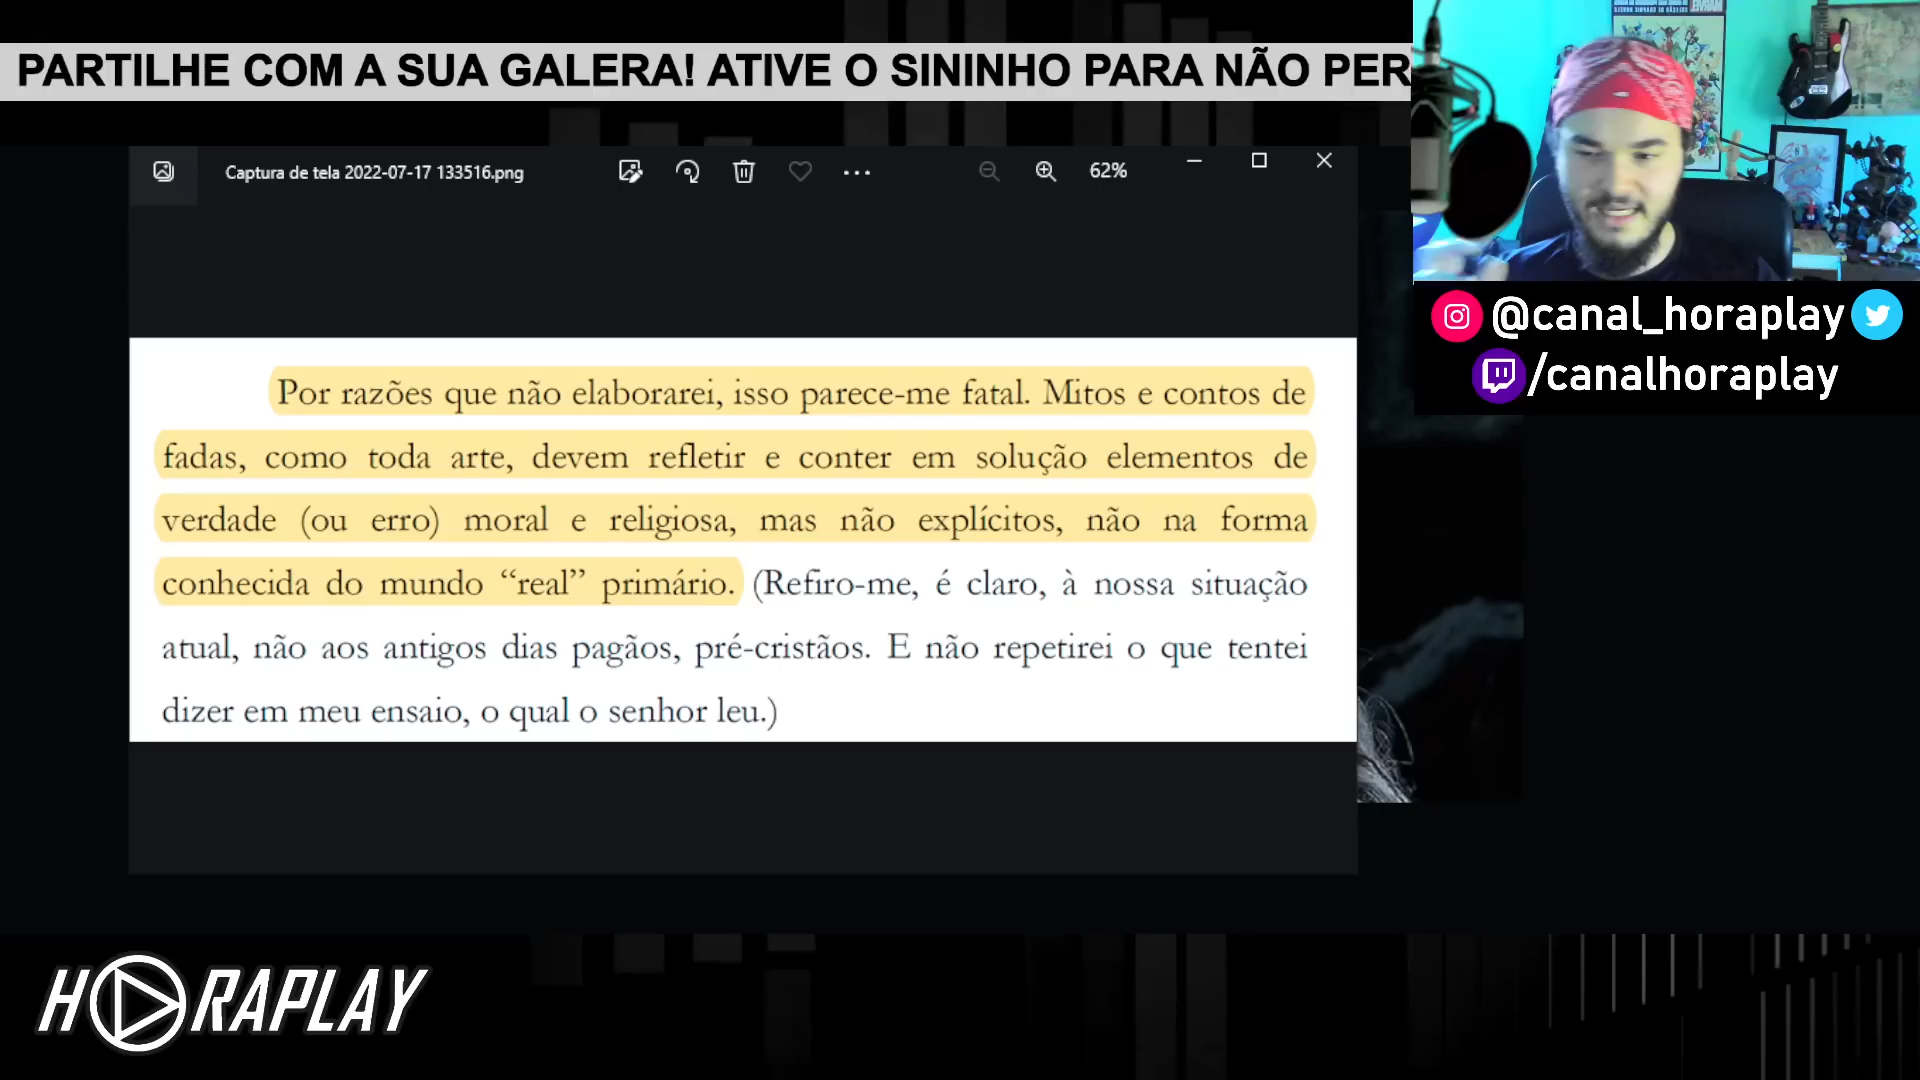 PARTILHE COM A SUA GALERA! ATIVE O SININHO PARA NÃO PER
Captura de tela 2022-07-17 133516.png
62%
@canal_horaplay
/canalhoraplay
Por razões que não elaborarei, isso parece-me fatal. Mitos e contos de
fadas, como toda arte, devem refletir e conter em solução elementos de
verdade (ou erro) moral e religiosa, mas não explícitos, não na forma
conhecida do mundo “real” primário. (Refiro-me, é claro, à nossa situação
atual, não aos antigos dias pagãos, pré-cristãos. E não repetirei o que tentei
dizer em meu ensaio, o qual o senhor leu.)
HORAPLAY